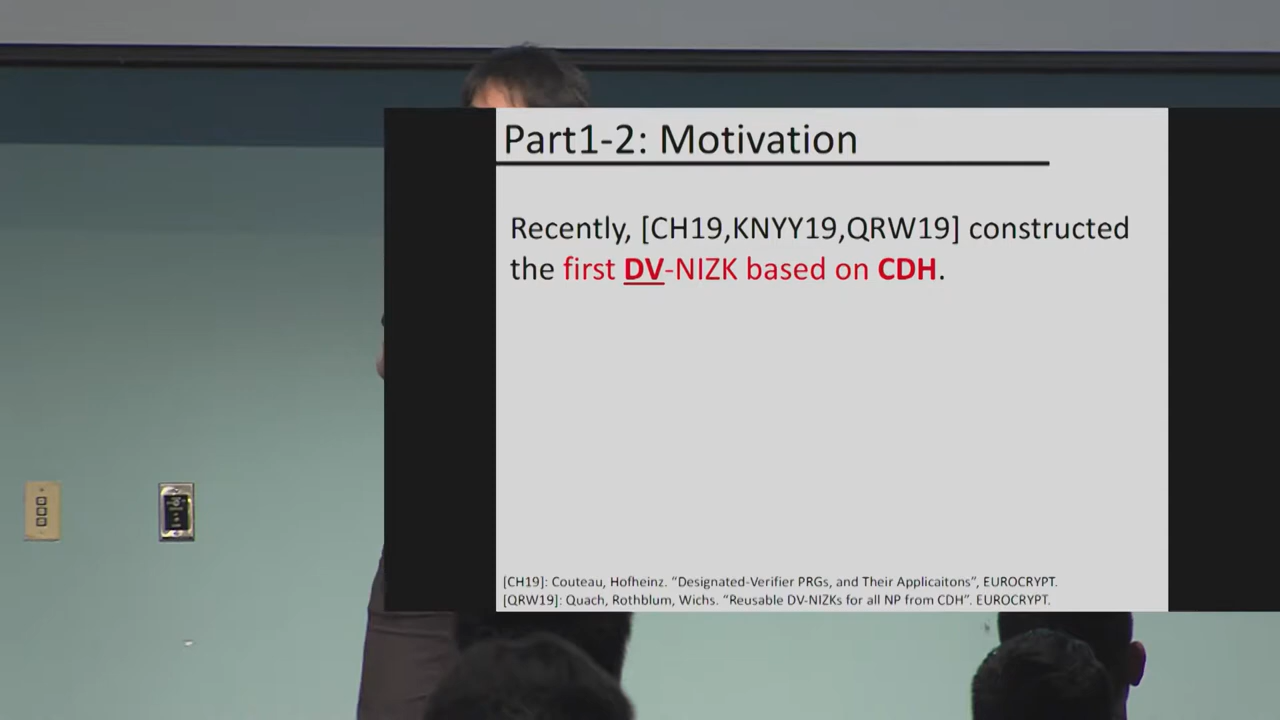 Part1-2: Motivation
Recently, [CH19,KNYY19,QRW19] constructed
the first DV-NIZK based on CDH.
[CH19]: Couteau, Hofheinz. “Designated-Verifier PRGs, and Their Applicaitons”, EUROCRYPT.
[QRW19]: Quach, Rothblum, Wichs. “Reusable DV-NIZKs for all NP from CDH”. EUROCRYPT.